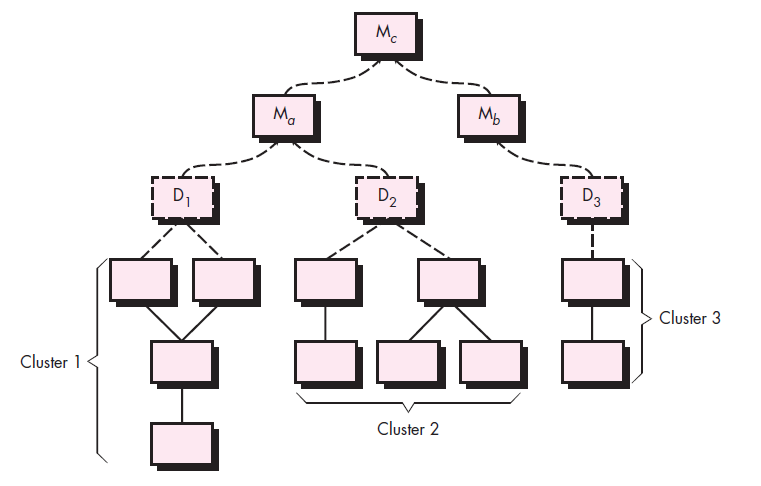 Mc
Ma
Mb
D1
D2
D3
Cluster 3
Cluster 1
Cluster 2